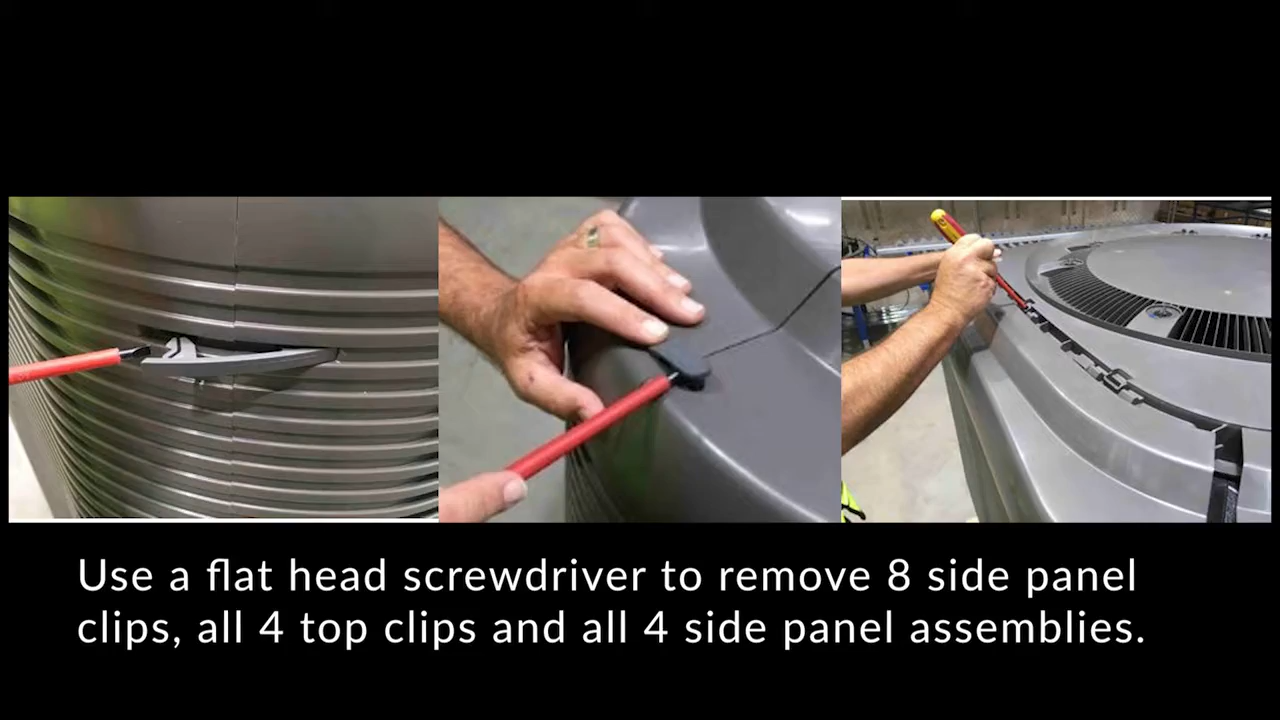 Use a flat head screwdriver to remove 8 side panel
clips, all 4 top clips and all 4 side panel assemblies.